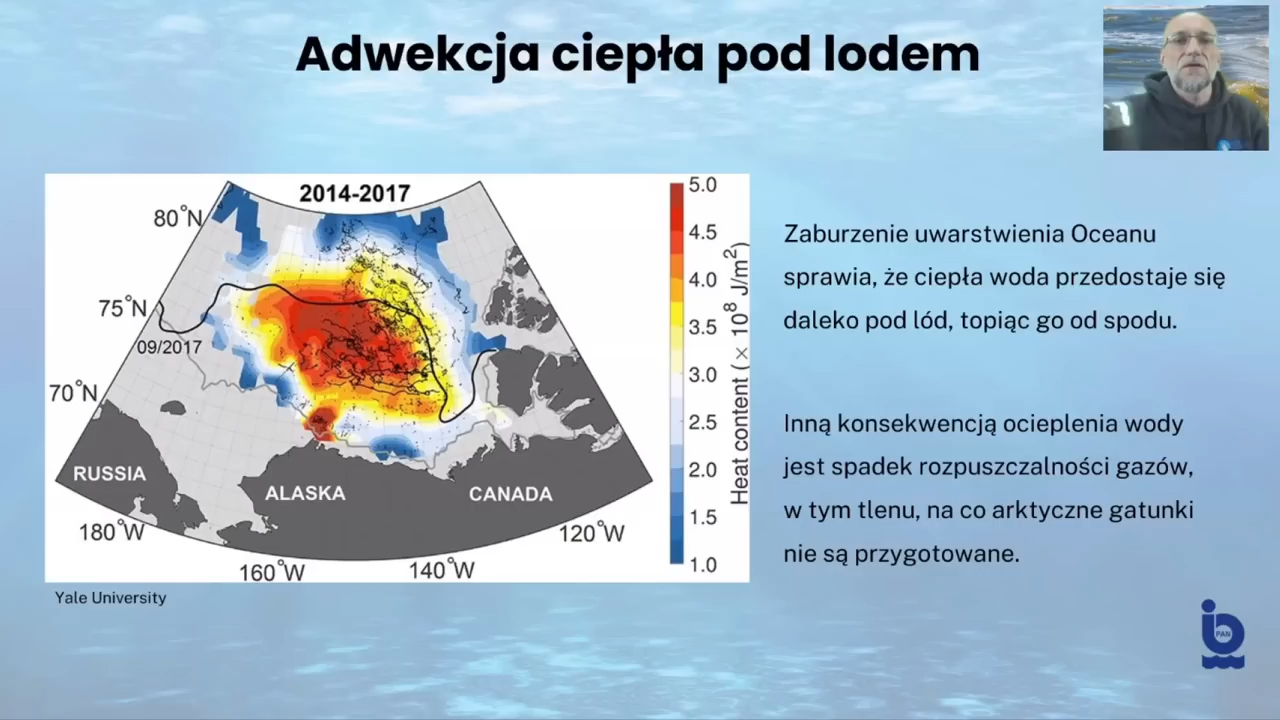 Adwekcja ciepła pod lodem
2014-2017
80°N
75°N
09/2017
70°N
RUSSIA
ALASKA
CANADA
180°W
160°W
140°W
120°W
5.0
4.5
4.0
3.5
3.0
2.5
2.0
1.5
1.0
Heat content (× 10⁸ J/m²)
Yale University
Zaburzenie uwarstwienia Oceanu
sprawia, że ciepła woda przedostaje się
daleko pod lód, topiąc go od spodu.
Inną konsekwencją ocieplenia wody
jest spadek rozpuszczalności gazów,
w tym tlenu, na co arktyczne gatunki
nie są przygotowane.
PAN